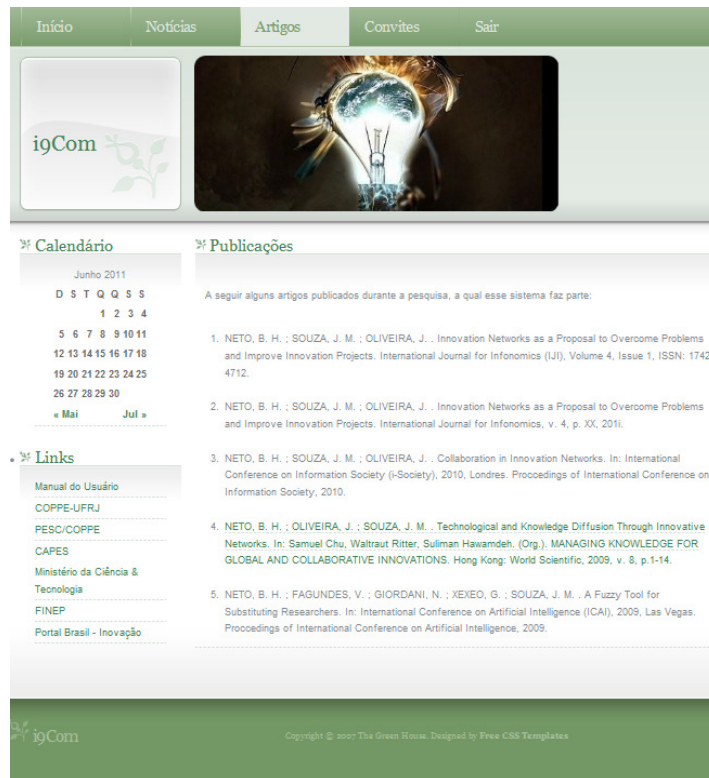 Início Notícias Artigos Convites Sair
i9Com
Calendário
Junho 2011
D S T Q Q S S
1 2 3 4
5 6 7 8 9 10 11
12 13 14 15 16 17 18
19 20 21 22 23 24 25
26 27 28 29 30
« Mai Jul »
Links
Manual do Usuário
COPPE-UFRJ
PESC/COPPE
CAPES
Ministério da Ciência &
Tecnologia
FINEP
Portal Brasil - Inovação
Publicações
A seguir alguns artigos publicados durante a pesquisa, a qual esse sistema faz parte:
1. NETO, B. H. ; SOUZA, J. M. ; OLIVEIRA, J. . Innovation Networks as a Proposal to Overcome Problems
and Improve Innovation Projects. International Journal for Infonomics (IJI), Volume 4, Issue 1, ISSN: 1742
4712.
2. NETO, B. H. ; SOUZA, J. M. ; OLIVEIRA, J. . Innovation Networks as a Proposal to Overcome Problems
and Improve Innovation Projects. International Journal for Infonomics, v. 4, p. XX, 201i.
3. NETO, B. H. ; SOUZA, J. M. ; OLIVEIRA, J. . Collaboration in Innovation Networks. In: International
Conference on Information Society (i-Society), 2010, Londres. Proccedings of International Conference on
Information Society, 2010.
4. NETO, B. H. ; OLIVEIRA, J. ; SOUZA, J. M. . Technological and Knowledge Diffusion Through Innovative
Networks. In: Samuel Chu, Waltraut Ritter, Suliman Hawamdeh. (Org.). MANAGING KNOWLEDGE FOR
GLOBAL AND COLLABORATIVE INNOVATIONS. Hong Kong: World Scientific, 2009, v. 8, p.1-14.
5. NETO, B. H. ; FAGUNDES, V. ; GIORDANI, N. ; XEXEO, G. ; SOUZA, J. M. . A Fuzzy Tool for
Substituting Researchers. In: International Conference on Artificial Intelligence (ICAI), 2009, Las Vegas.
Proccedings of International Conference on Artificial Intelligence, 2009.
i9Com
Copyright © 2007 The Green House. Designed by Free CSS Templates